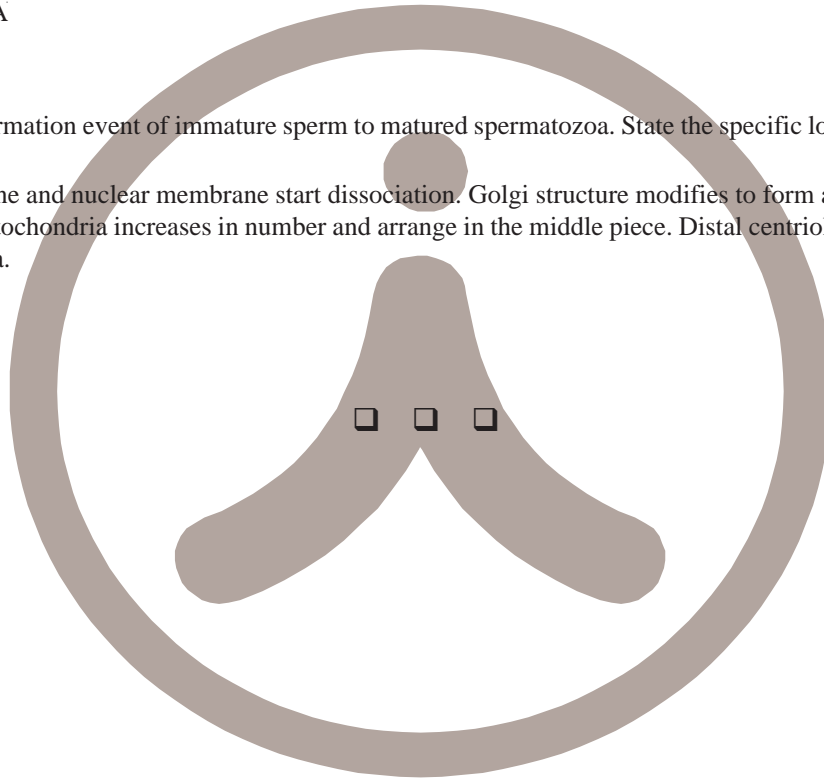 A
rmation event of immature sperm to matured spermatozoa. State the specific lo
ne and nuclear membrane start dissociation. Golgi structure modifies to form a
tochondria increases in number and arrange in the middle piece. Distal centriol
a.
❑ ❑ ❑